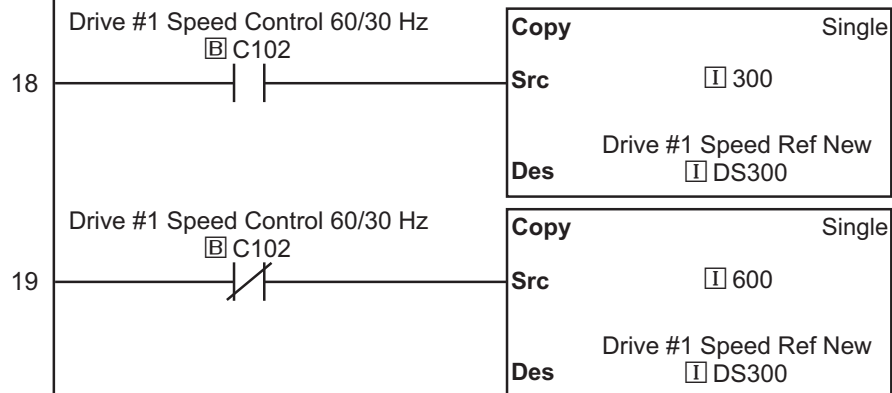 Drive #1 Speed Control 60/30 Hz
B C102
18
Copy Single
Src I 300
Drive #1 Speed Ref New
Des I DS300
Drive #1 Speed Control 60/30 Hz
B C102
19
Copy Single
Src I 600
Drive #1 Speed Ref New
Des I DS300